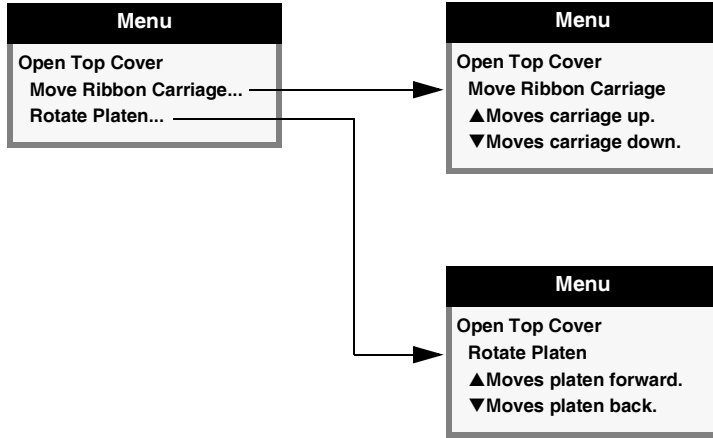 Menu
Open Top Cover
Move Ribbon Carriage...
Rotate Platen...
Menu
Open Top Cover
Move Ribbon Carriage
▲Moves carriage up.
▼Moves carriage down.
Menu
Open Top Cover
Rotate Platen
▲Moves platen forward.
▼Moves platen back.